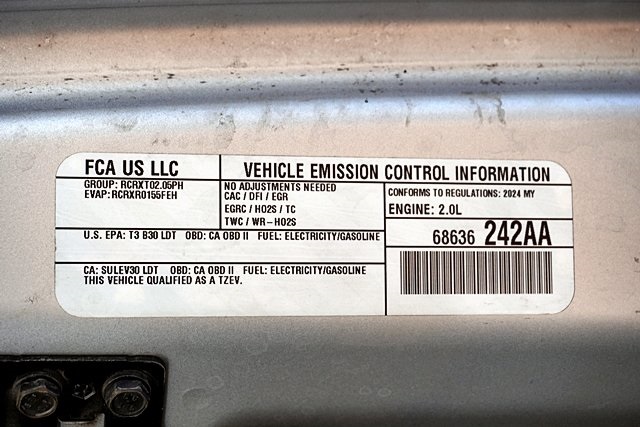 FCA US LLC
VEHICLE EMISSION CONTROL INFORMATION
GROUP: RCRXT02.05PH
EVAP: RCRXR0155FEH
NO ADJUSTMENTS NEEDED
CAC / DFI / EGR
EGRC / HO2S / TC
TWC / WR-HO2S
CONFORMS TO REGULATIONS: 2024 MY
ENGINE: 2.0L
U.S. EPA: T3 B30 LDT OBD: CA OBD II FUEL: ELECTRICITY/GASOLINE
68636 242AA
CA: SULEV30 LDT OBD: CA OBD II FUEL: ELECTRICITY/GASOLINE
THIS VEHICLE QUALIFIED AS A TZEV.